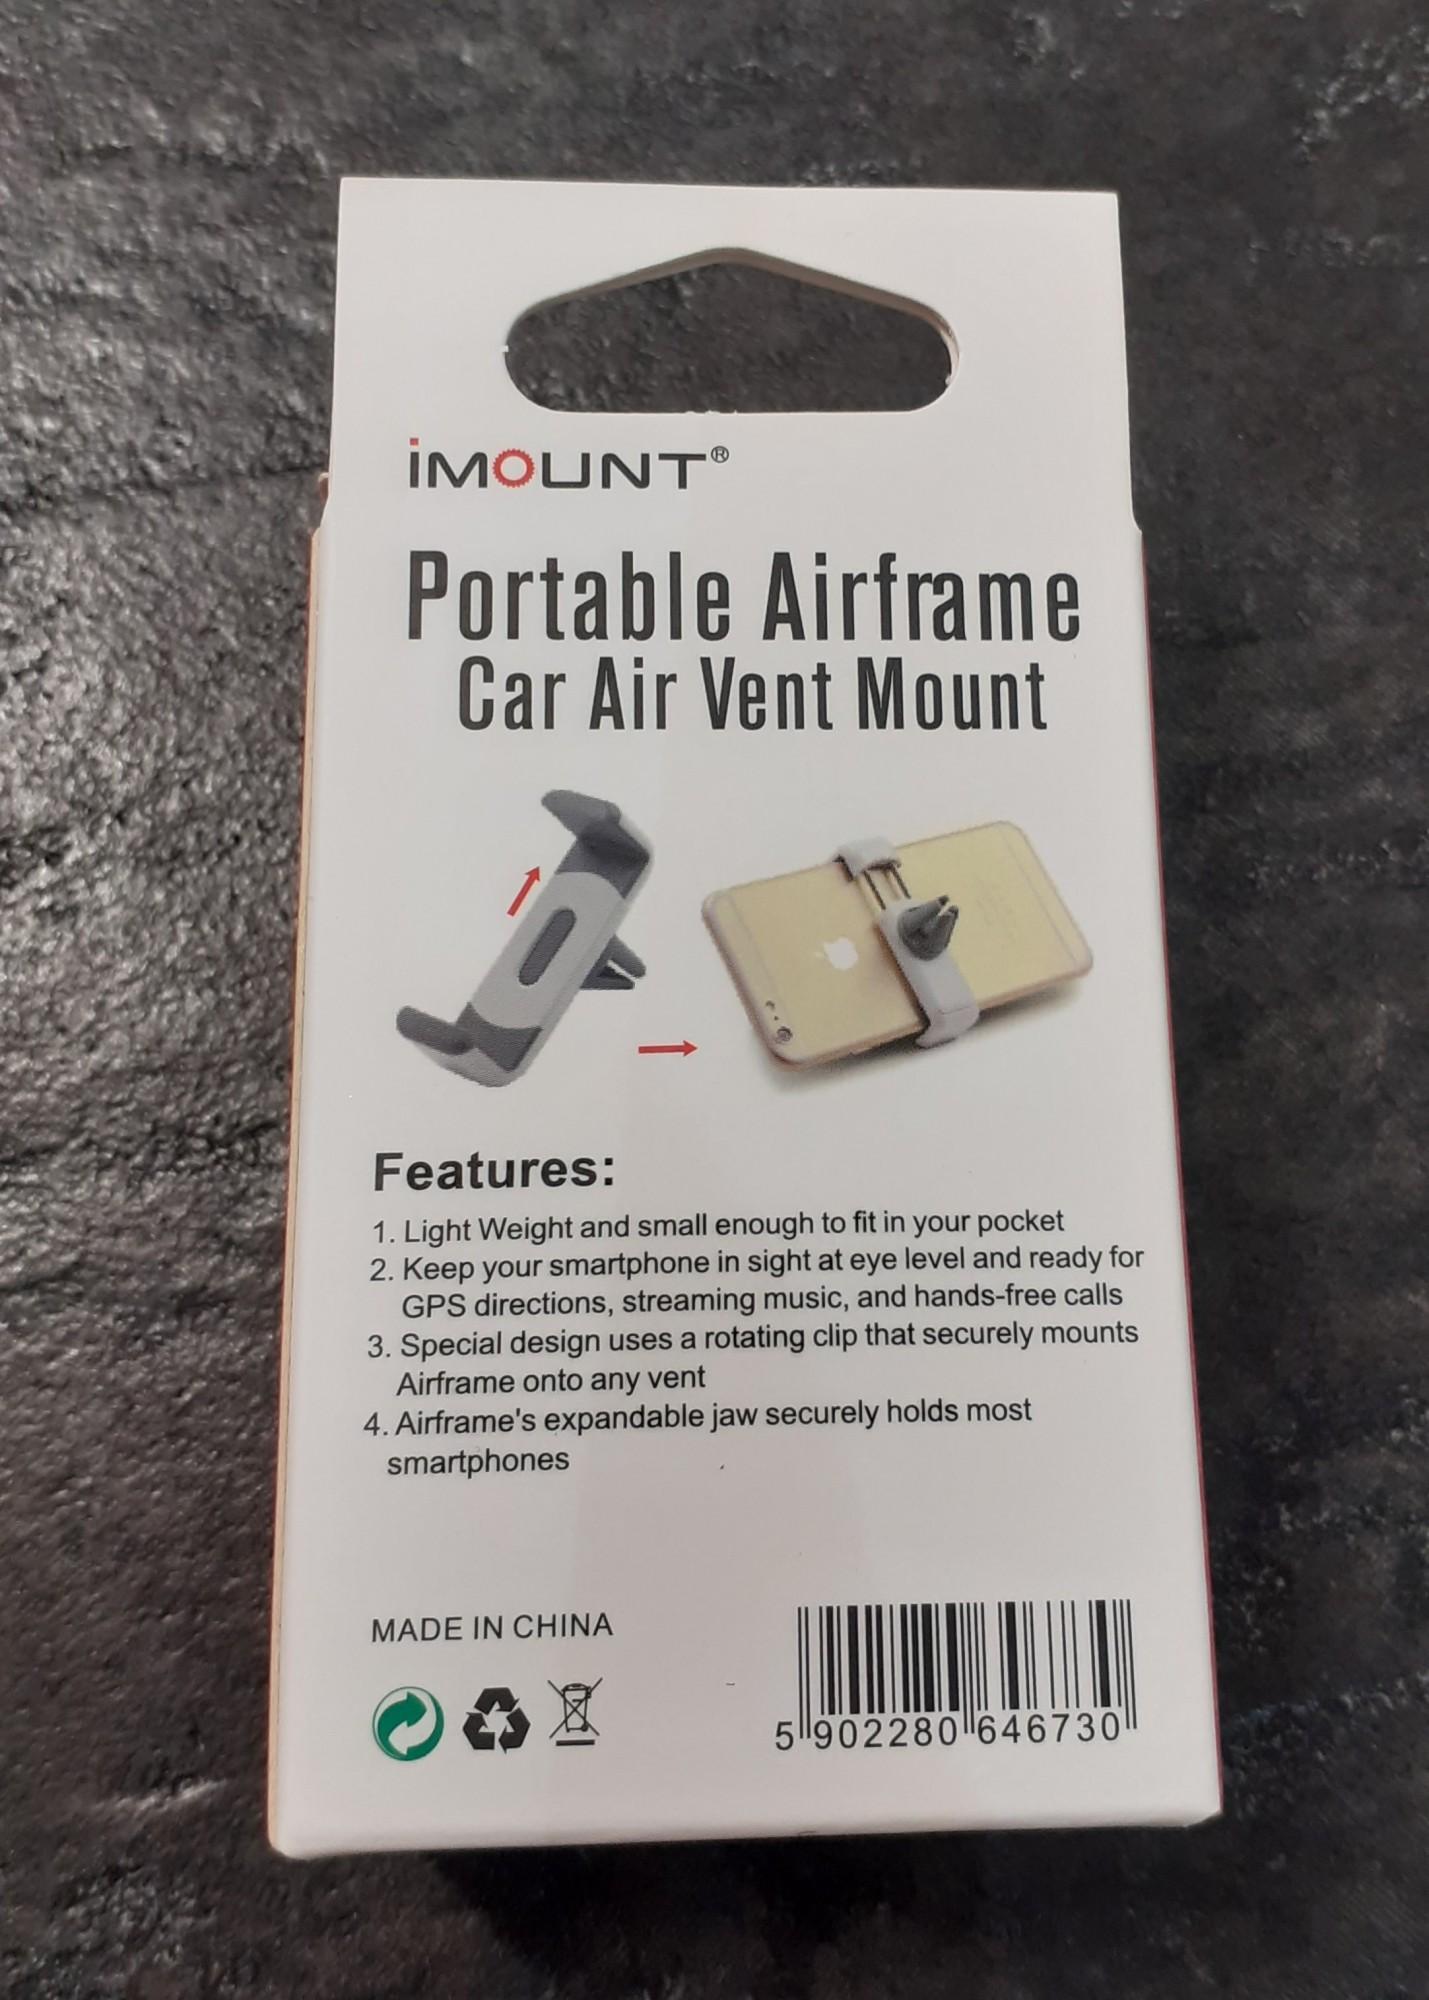 iMOUNT®
Portable Airframe
Car Air Vent Mount
Features:
1. Light Weight and small enough to fit in your pocket
2. Keep your smartphone in sight at eye level and ready for
GPS directions, streaming music, and hands-free calls
3. Special design uses a rotating clip that securely mounts
Airframe onto any vent
4. Airframe's expandable jaw securely holds most
smartphones
MADE IN CHINA
5 902280 646730